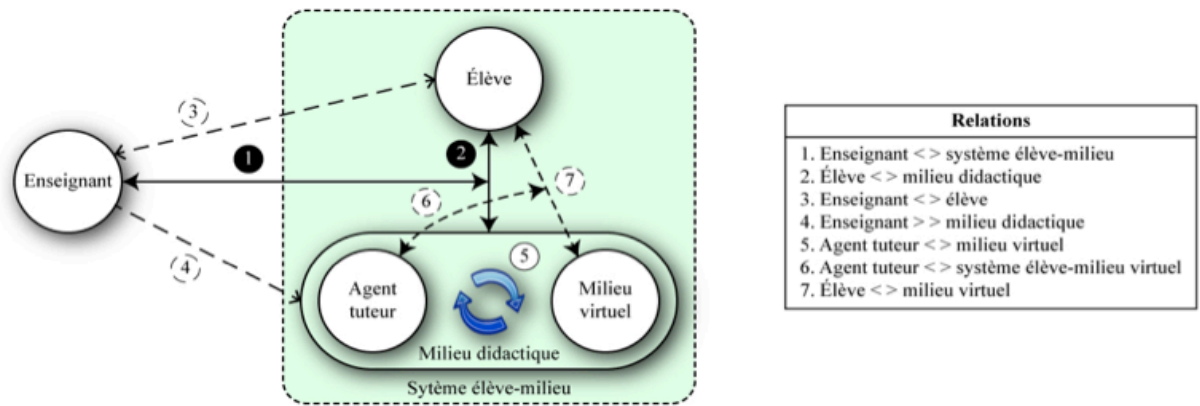 Élève
3
1
2
Enseignant
7
6
4
5
Agent
tuteur
Milieu
virtuel
Milieu didactique
Sytème élève-milieu
Relations
1. Enseignant < > système élève-milieu
2. Élève < > milieu didactique
3. Enseignant < > élève
4. Enseignant > > milieu didactique
5. Agent tuteur < > milieu virtuel
6. Agent tuteur < > système élève-milieu virtuel
7. Élève < > milieu virtuel